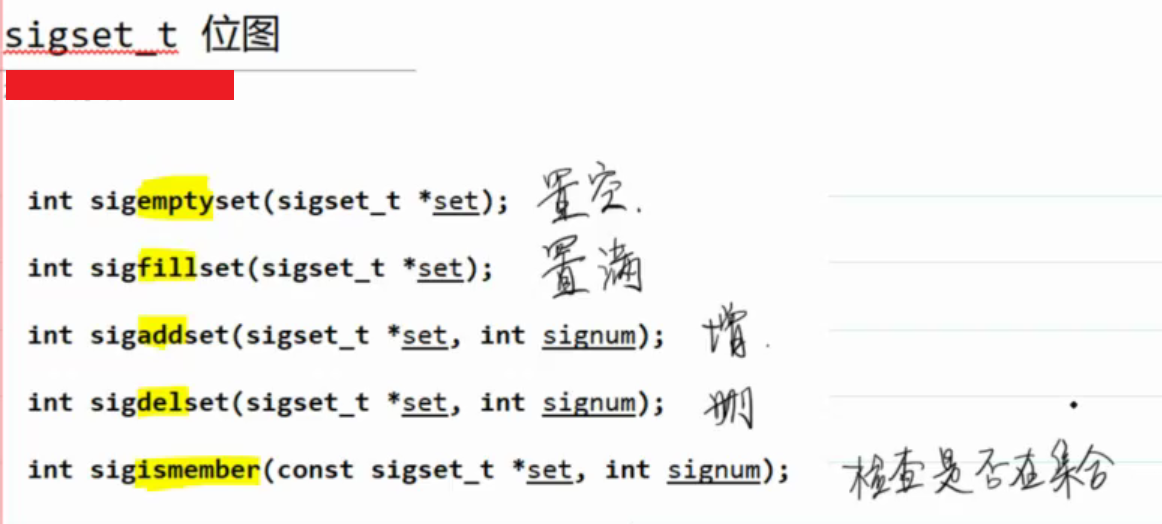 sigset_t 位图
int sigemptyset(sigset_t *set); 置空.
int sigfillset(sigset_t *set); 置满
int sigaddset(sigset_t *set, int signum); 增.
int sigdelset(sigset_t *set, int signum); 删
int sigismember(const sigset_t *set, int signum); 检查是否在集合